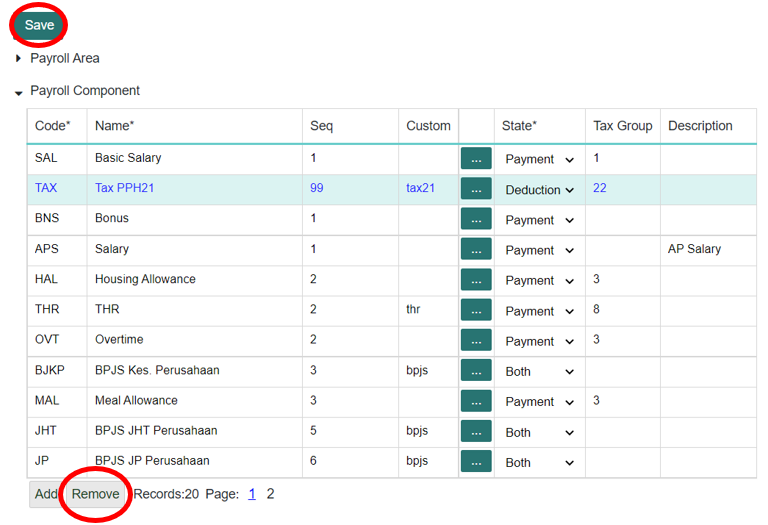 Save
Payroll Area
Payroll Component
Code* Name* Seq Custom State* Tax Group Description
SAL Basic Salary 1 ... Payment 1
TAX Tax PPH21 99 tax21 ... Deduction 22
BNS Bonus 1 ... Payment
APS Salary 1 ... Payment AP Salary
HAL Housing Allowance 2 ... Payment 3
THR THR 2 thr ... Payment 8
OVT Overtime 2 ... Payment 3
BJKP BPJS Kes. Perusahaan 3 bpjs ... Both
MAL Meal Allowance 3 ... Payment 3
JHT BPJS JHT Perusahaan 5 bpjs ... Both
JP BPJS JP Perusahaan 6 bpjs ... Both
Add Remove Records:20 Page: 1 2